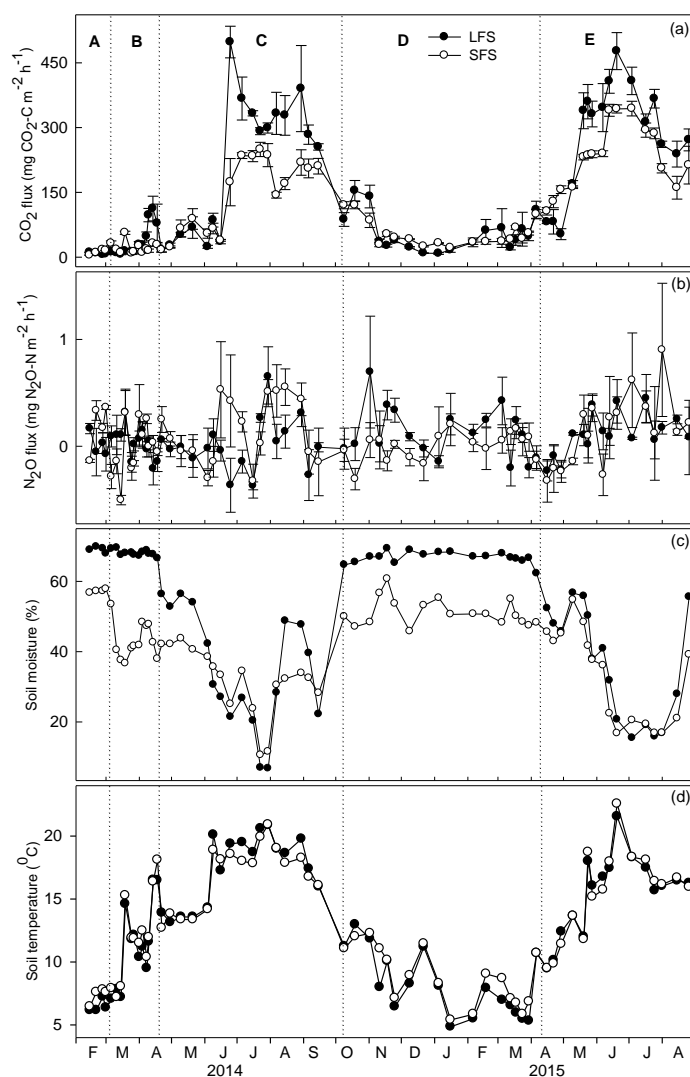 A B C D E (a)
LFS
SFS
CO2 flux (mg CO2-C m-2 h-1)
450
300
150
0
(b)
N2O flux (mg N2O-N m-2 h-1)
1
0
(c)
Soil moisture (%)
60
40
20
(d)
Soil temperature (0C)
20
15
10
5
F M A M J J A S O N D J F M A M J J A
2014 2015